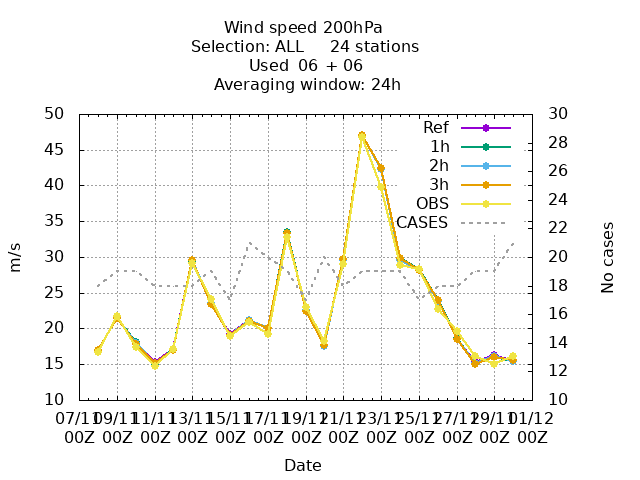 Wind speed 200hPa
Selection: ALL 24 stations
Used 06 + 06
Averaging window: 24h
50 30
45 28
40 26
35 24
30 22
25 20
20 18
15 16
10 14
12
10
Ref
1h
2h
3h
OBS
CASES
m/s
No cases
07/11 09/11 11/11 13/11 15/11 17/11 19/11 21/11 23/11 25/11 27/11 29/11 01/12
00Z 00Z 00Z 00Z 00Z 00Z 00Z 00Z 00Z 00Z 00Z 00Z 00Z
Date